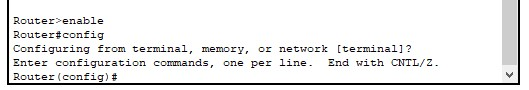 Router>enable
Router#config
Configuring from terminal, memory, or network [terminal]?
Enter configuration commands, one per line.  End with CNTL/Z.
Router(config)#